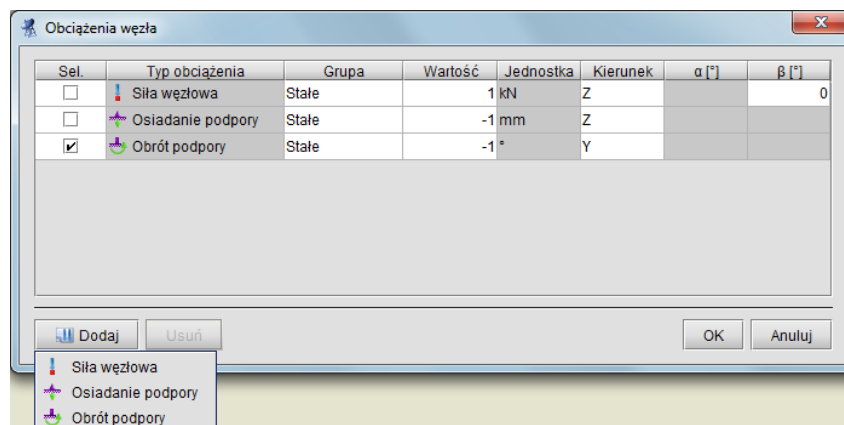 Obciążenia węzła
Sel. Typ obciążenia Grupa Wartość Jednostka Kierunek α [°] β [°]
Siła węzłowa Stałe 1 kN Z 0
Osiadanie podpory Stałe -1 mm Z
Obrót podpory Stałe -1 ° Y
Dodaj Usuń OK Anuluj
Siła węzłowa
Osiadanie podpory
Obrót podpory